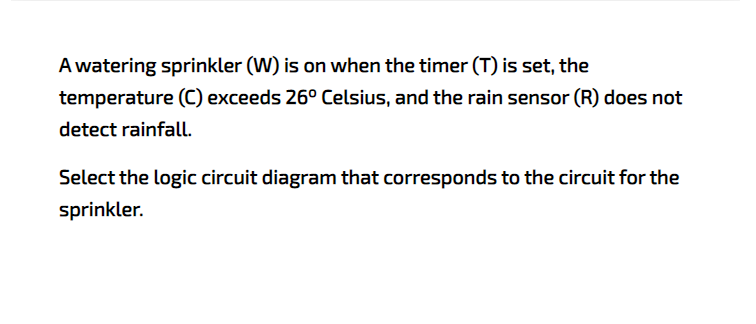 A watering sprinkler (W) is on when the timer (T) is set, the
temperature (C) exceeds 26º Celsius, and the rain sensor (R) does not
detect rainfall.
Select the logic circuit diagram that corresponds to the circuit for the
sprinkler.